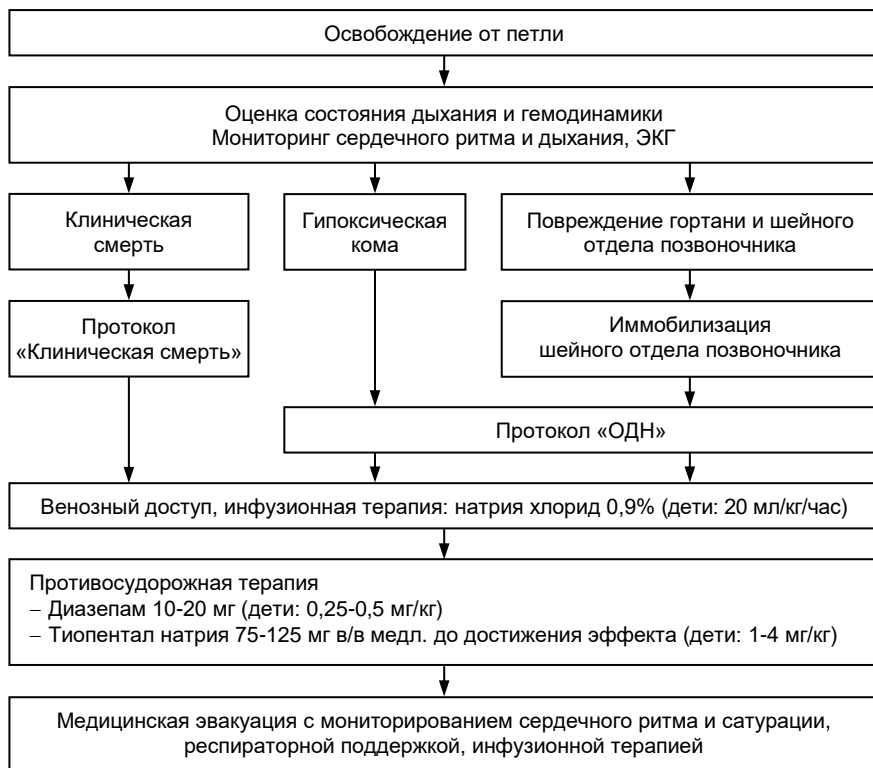 Освобождение от петли
Оценка состояния дыхания и гемодинамики
Мониторинг сердечного ритма и дыхания, ЭКГ
Клиническая
смерть
Гипоксическая
кома
Повреждение гортани и шейного
отдела позвоночника
Протокол
«Клиническая смерть»
Иммобилизация
шейного отдела позвоночника
Протокол «ОДН»
Венозный доступ, инфузионная терапия: натрия хлорид 0,9% (дети: 20 мл/кг/час)
Противосудорожная терапия
– Диазепам 10-20 мг (дети: 0,25-0,5 мг/кг)
– Тиопентал натрия 75-125 мг в/в медл. до достижения эффекта (дети: 1-4 мг/кг)
Медицинская эвакуация с мониторированием сердечного ритма и сатурации,
респираторной поддержкой, инфузионной терапией